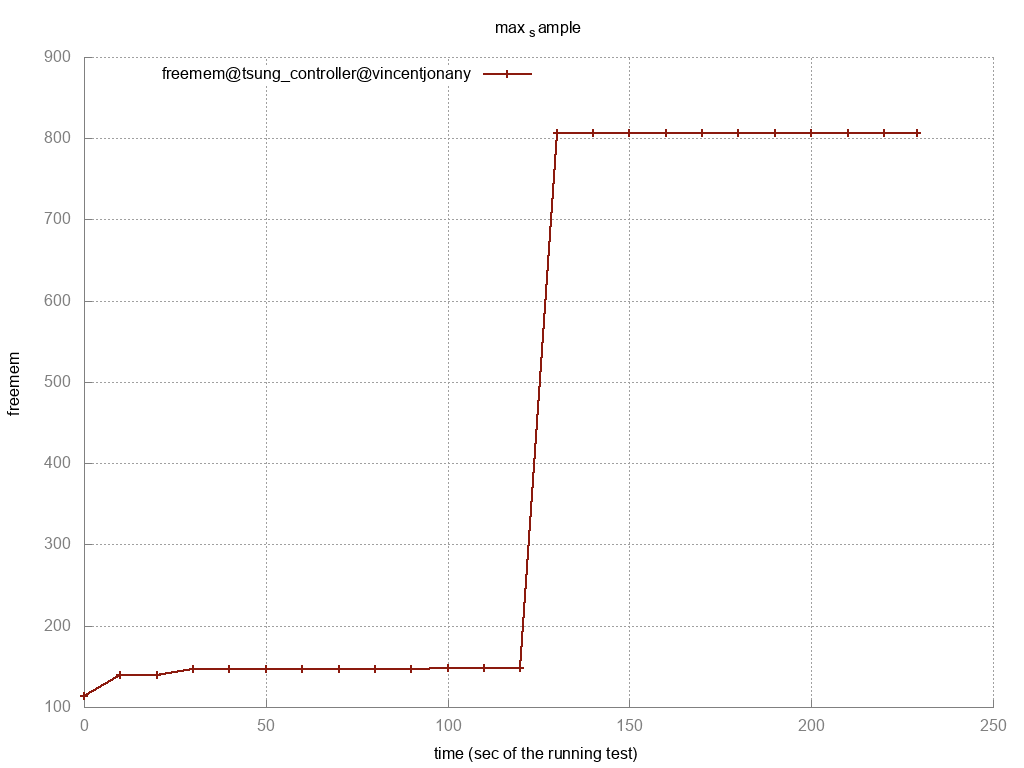 max s ample
900
freemem@tsung_controller@vincentjonany
800
700
600
500
400
300
200
100
freemem
0 50 100 150 200 250
time (sec of the running test)